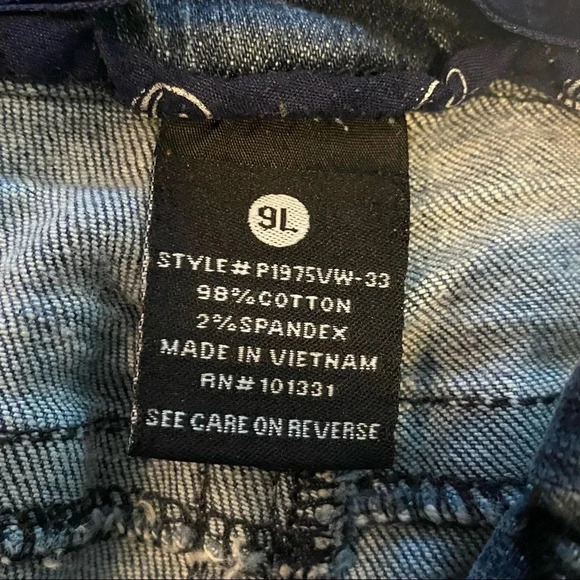 9L
STYLE# P1975VW-33
98%COTTON
2%SPANDEX
MADE IN VIETNAM
RN#101331
SEE CARE ON REVERSE